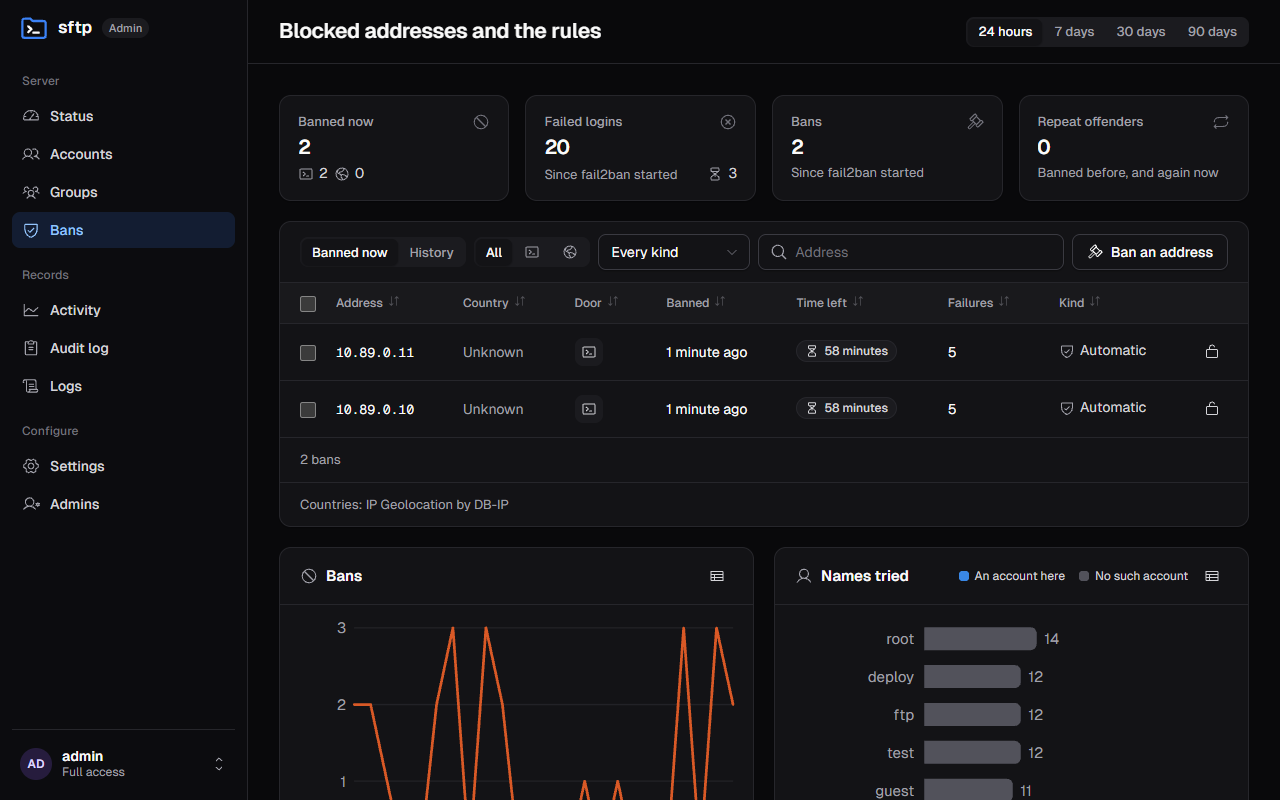 sftp Admin
Server
Status
Accounts
Groups
Bans
Records
Activity
Audit log
Logs
Configure
Settings
Admins
AD
admin
Full access
Blocked addresses and the rules
24 hours 7 days 30 days 90 days
Banned now
2
2 0
Failed logins
20
Since fail2ban started 3
Bans
2
Since fail2ban started
Repeat offenders
0
Banned before, and again now
Banned now History All Every kind Address Ban an address
Address Country Door Banned Time left Failures Kind
10.89.0.11 Unknown 1 minute ago 58 minutes 5 Automatic
10.89.0.10 Unknown 1 minute ago 58 minutes 5 Automatic
2 bans
Countries: IP Geolocation by DB-IP
Bans
3
2
1
Names tried An account here No such account
root 14
deploy 12
ftp 12
test 12
guest 11